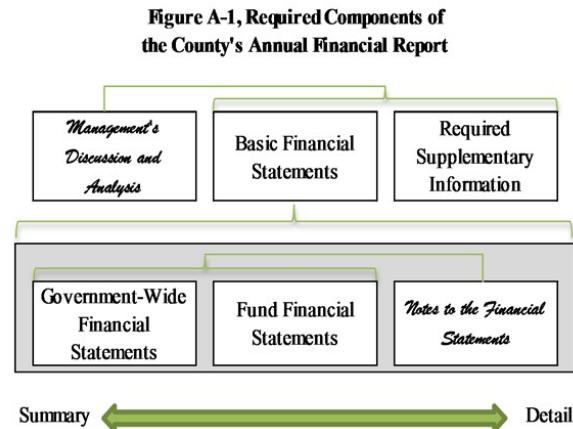 Figure A-1, Required Components of
the County's Annual Financial Report
Management's
Discussion and
Analysis
Basic Financial
Statements
Required
Supplementary
Information
Government-Wide
Financial
Statements
Fund Financial
Statements
Notes to the Financial
Statements
Summary
Detail